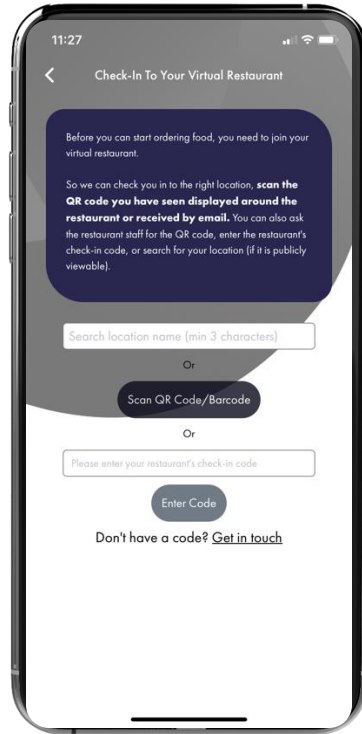 11:27
Check-In To Your Virtual Restaurant
Before you can start ordering food, you need to join your
virtual restaurant.
So we can check you in to the right location, scan the
QR code you have seen displayed around the
restaurant or received by email. You can also ask
the restaurant staff for the QR code, enter the restaurant's
check-in code, or search for your location (if it is publicly
viewable).
Search location name (min 3 characters)
Or
Scan QR Code/Barcode
Or
Please enter your restaurant's check-in code
Enter Code
Don't have a code? Get in touch